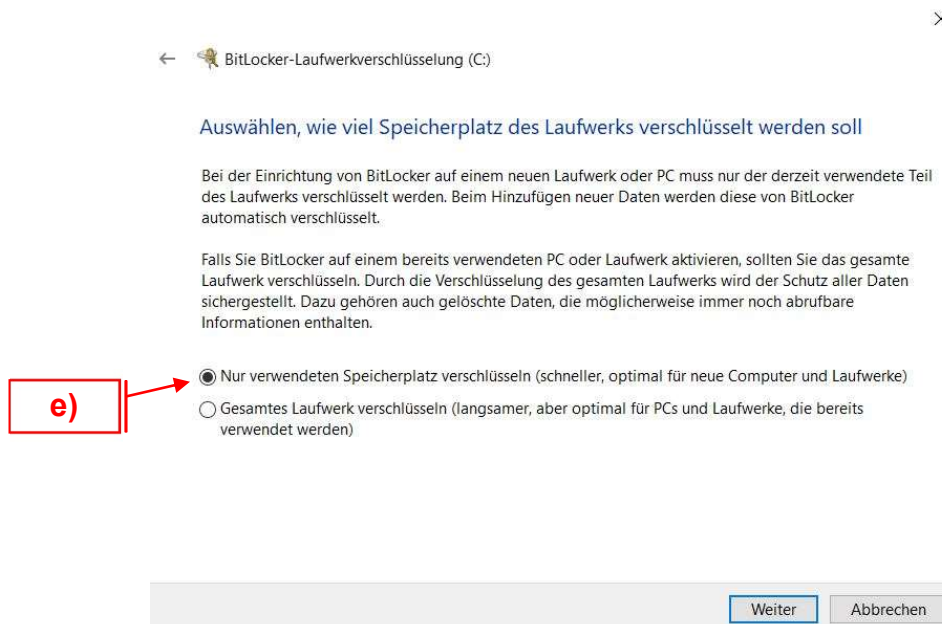 BitLocker-Laufwerkverschlüsselung (C:)
Auswählen, wie viel Speicherplatz des Laufwerks verschlüsselt werden soll
Bei der Einrichtung von BitLocker auf einem neuen Laufwerk oder PC muss nur der derzeit verwendete Teil
des Laufwerks verschlüsselt werden. Beim Hinzufügen neuer Daten werden diese von BitLocker
automatisch verschlüsselt.
Falls Sie BitLocker auf einem bereits verwendeten PC oder Laufwerk aktivieren, sollten Sie das gesamte
Laufwerk verschlüsseln. Durch die Verschlüsselung des gesamten Laufwerks wird der Schutz aller Daten
sichergestellt. Dazu gehören auch gelöschte Daten, die möglicherweise immer noch abrufbare
Informationen enthalten.
e)
Nur verwendeten Speicherplatz verschlüsseln (schneller, optimal für neue Computer und Laufwerke)
Gesamtes Laufwerk verschlüsseln (langsamer, aber optimal für PCs und Laufwerke, die bereits
verwendet werden)
Weiter
Abbrechen